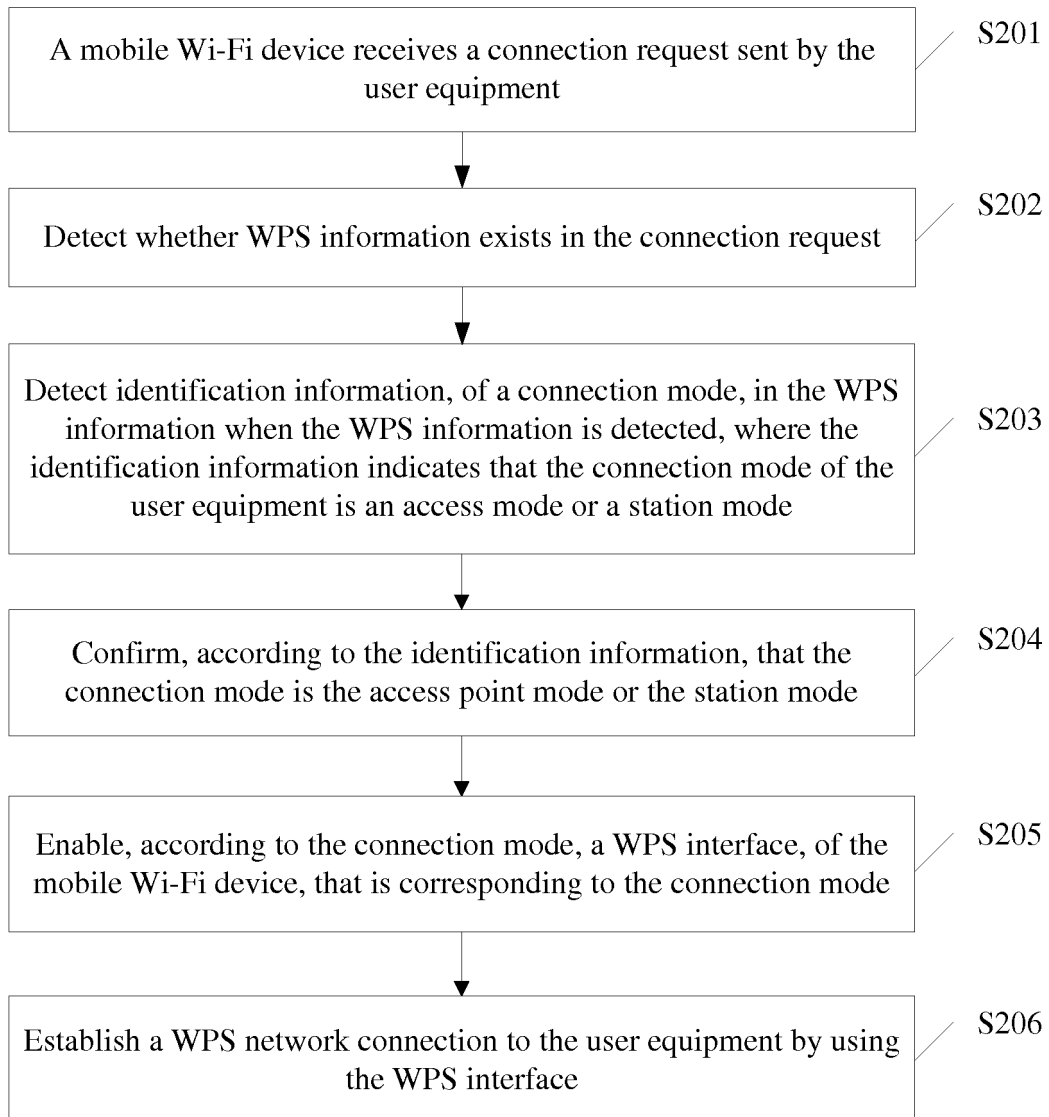 A mobile Wi-Fi device receives a connection request sent by the
user equipment
S201
Detect whether WPS information exists in the connection request
S202
Detect identification information, of a connection mode, in the WPS
information when the WPS information is detected, where the
identification information indicates that the connection mode of the
user equipment is an access mode or a station mode
S203
Confirm, according to the identification information, that the
connection mode is the access point mode or the station mode
S204
Enable, according to the connection mode, a WPS interface, of the
mobile Wi-Fi device, that is corresponding to the connection mode
S205
Establish a WPS network connection to the user equipment by using
the WPS interface
S206